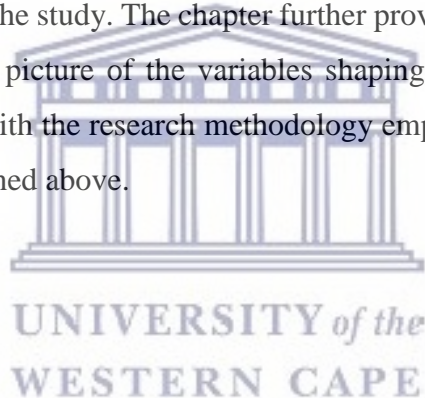 he study. The chapter further prov
picture of the variables shaping
ith the research methodology emp
ned above.
UNIVERSITY of the
WESTERN CAPE